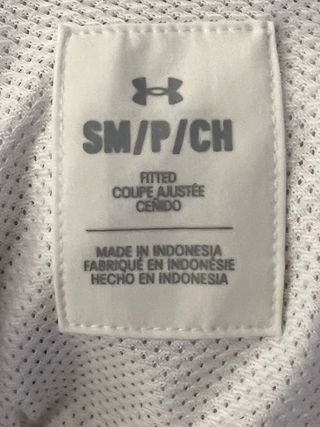 SM/P/CH
FITTED
COUPE AJUSTÉE
CEÑIDO
MADE IN INDONESIA
FABRIQUÉ EN INDONÉSIE
HECHO EN INDONESIA